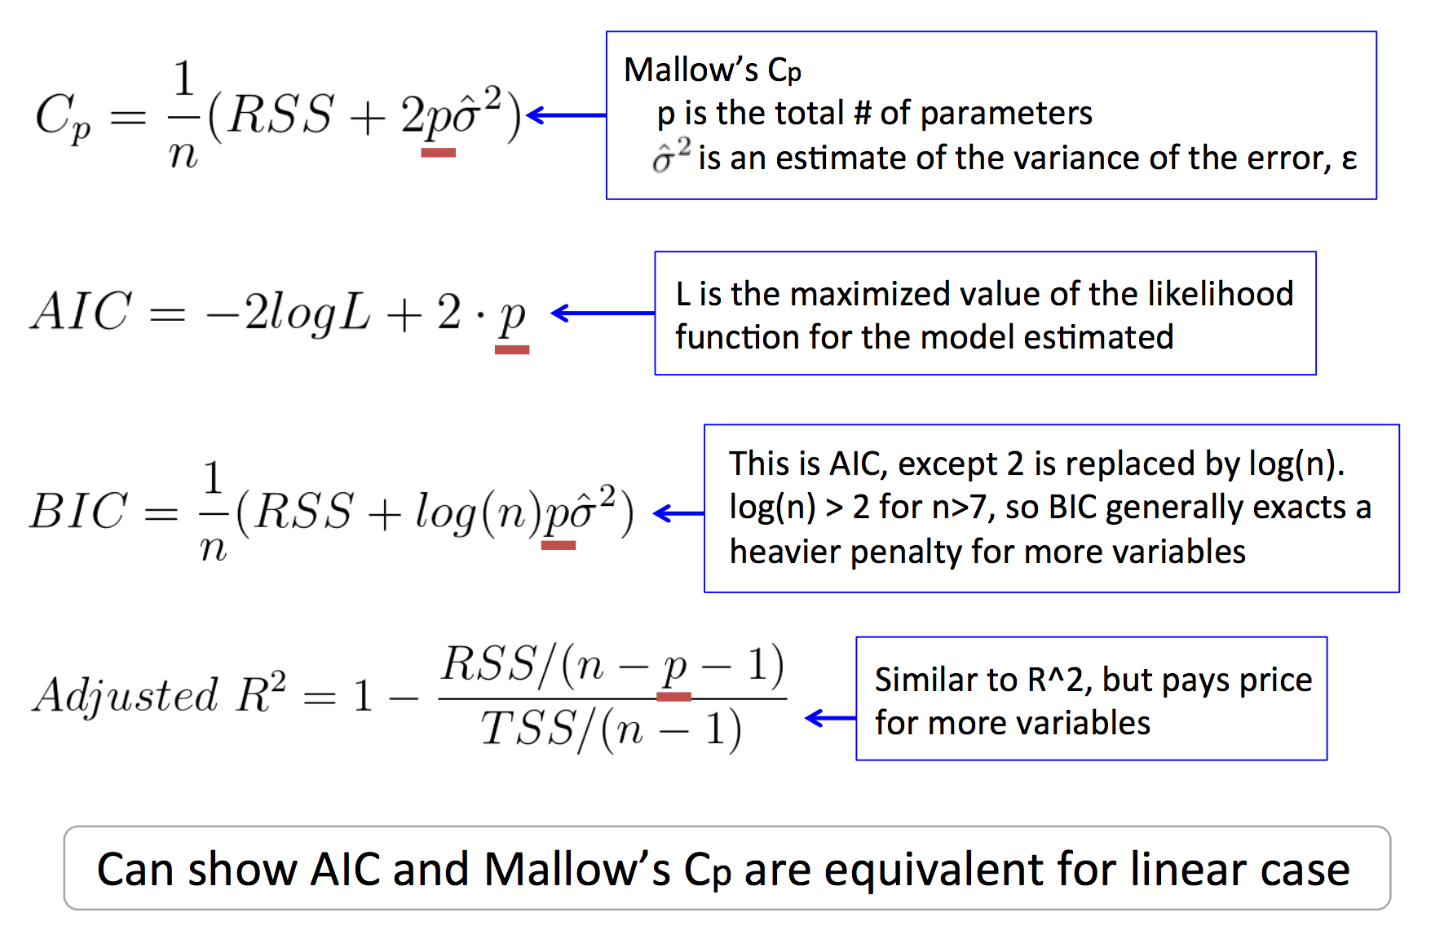 C_p = \frac{1}{n}(RSS + 2p\hat{\sigma}^2)
Mallow’s Cp
p is the total # of parameters
\hat{\sigma}^2 is an estimate of the variance of the error, ε
AIC = −2logL + 2 · p
L is the maximized value of the likelihood
function for the model estimated
BIC = \frac{1}{n}(RSS + log(n)p\hat{\sigma}^2)
This is AIC, except 2 is replaced by log(n).
log(n) > 2 for n>7, so BIC generally exacts a
heavier penalty for more variables
Adjusted R^2 = 1 − \frac{RSS/(n − p − 1)}{TSS/(n − 1)}
Similar to R^2, but pays price
for more variables
Can show AIC and Mallow’s Cp are equivalent for linear case